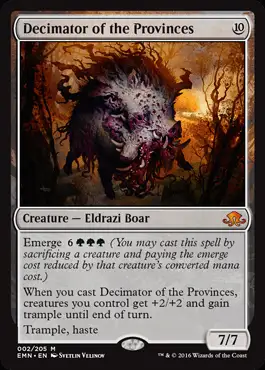 Decimator of the Provinces 10
Creature — Eldrazi Boar
Emerge 6 (You may cast this spell by
sacrificing a creature and paying the emerge
cost reduced by that creature's converted mana
cost.)
When you cast Decimator of the Provinces,
creatures you control get +2/+2 and gain
trample until end of turn.
Trample, haste
7/7
002/205 M
EMN • EN Svetlin Velinov
™ & © 2016 Wizards of the Coast